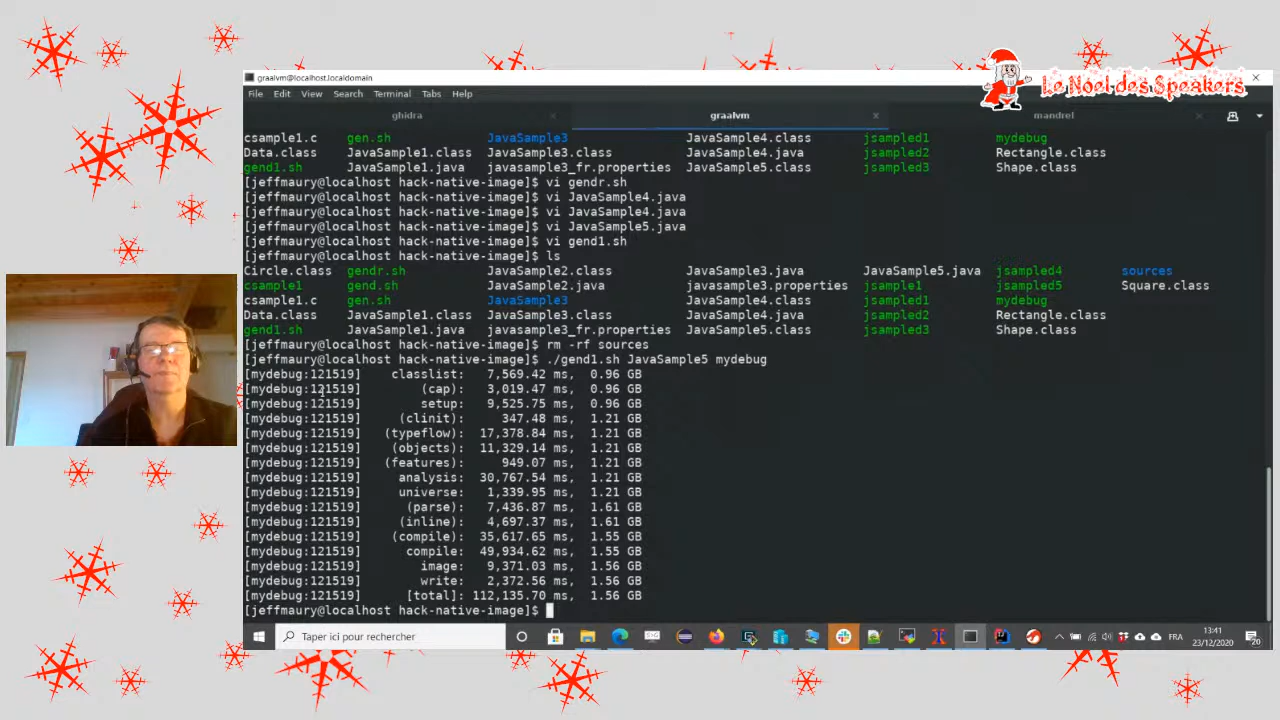 Le Noel des Speakers
graalvm@localhost.localdomain
File Edit View Search Terminal Tabs Help
ghidra graalvm mandrel
csample1.c gen.sh JavaSample3 JavaSample4.class jsampled1 mydebug
Data.class JavaSample1.class JavaSample3.class JavaSample4.java jsampled2 Rectangle.class
gend1.sh JavaSample1.java javasample3_fr.properties JavaSample5.class jsampled3 Shape.class
[jeffmaury@localhost hack-native-image]$ vi gendr.sh
[jeffmaury@localhost hack-native-image]$ vi JavaSample4.java
[jeffmaury@localhost hack-native-image]$ vi JavaSample4.java
[jeffmaury@localhost hack-native-image]$ vi JavaSample5.java
[jeffmaury@localhost hack-native-image]$ vi gend1.sh
[jeffmaury@localhost hack-native-image]$ ls
Circle.class gendr.sh JavaSample2.class JavaSample3.java JavaSample5.java jsampled4 sources
csample1 gend.sh JavaSample2.java javasample3.properties jsample1 jsampled5 Square.class
csample1.c gen.sh JavaSample3 JavaSample4.class jsampled1 mydebug
Data.class JavaSample1.class JavaSample3.class JavaSample4.java jsampled2 Rectangle.class
gend1.sh JavaSample1.java javasample3_fr.properties JavaSample5.class jsampled3 Shape.class
[jeffmaury@localhost hack-native-image]$ rm -rf sources
[jeffmaury@localhost hack-native-image]$ ./gend1.sh JavaSample5 mydebug
[mydebug:121519] classlist: 7,569.42 ms, 0.96 GB
[mydebug:121519] (cap): 3,019.47 ms, 0.96 GB
[mydebug:121519] setup: 9,525.75 ms, 0.96 GB
[mydebug:121519] (clinit): 347.48 ms, 1.21 GB
[mydebug:121519] (typeflow): 17,378.84 ms, 1.21 GB
[mydebug:121519] (objects): 11,329.14 ms, 1.21 GB
[mydebug:121519] (features): 949.07 ms, 1.21 GB
[mydebug:121519] analysis: 30,767.54 ms, 1.21 GB
[mydebug:121519] universe: 1,339.95 ms, 1.21 GB
[mydebug:121519] (parse): 7,436.87 ms, 1.61 GB
[mydebug:121519] (inline): 4,697.37 ms, 1.61 GB
[mydebug:121519] (compile): 35,617.65 ms, 1.55 GB
[mydebug:121519] compile: 49,934.62 ms, 1.55 GB
[mydebug:121519] image: 9,371.03 ms, 1.56 GB
[mydebug:121519] write: 2,372.56 ms, 1.56 GB
[mydebug:121519] [total]: 112,135.70 ms, 1.56 GB
[jeffmaury@localhost hack-native-image]$
Taper ici pour rechercher
FRA
13:41
23/12/2020
20